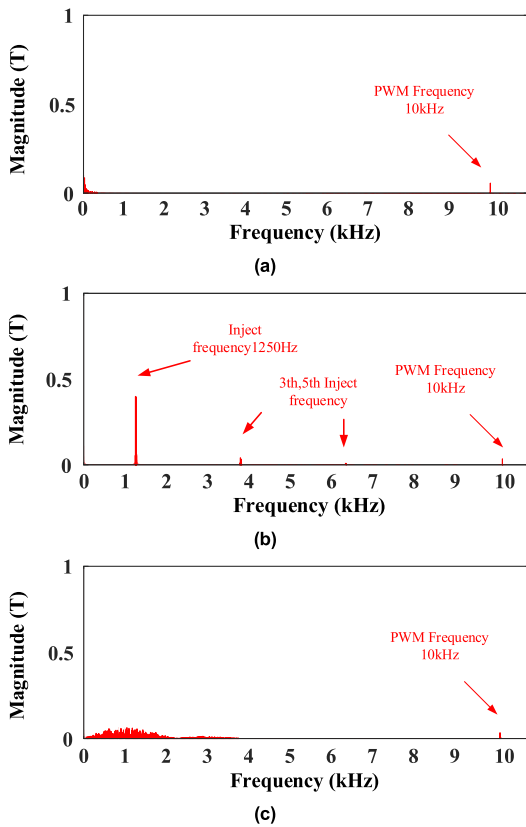 1
Magnitude (T)
0.5
PWM Frequency
10kHz
0
0 1 2 3 4 5 6 7 8 9 10
Frequency (kHz)
(a)
1
Magnitude (T)
Inject
frequency1250Hz
0.5
3th,5th Inject
frequency
PWM Frequency
10kHz
0
0 1 2 3 4 5 6 7 8 9 10
Frequency (kHz)
(b)
1
Magnitude (T)
0.5
PWM Frequency
10kHz
0
0 1 2 3 4 5 6 7 8 9 10
Frequency (kHz)
(c)